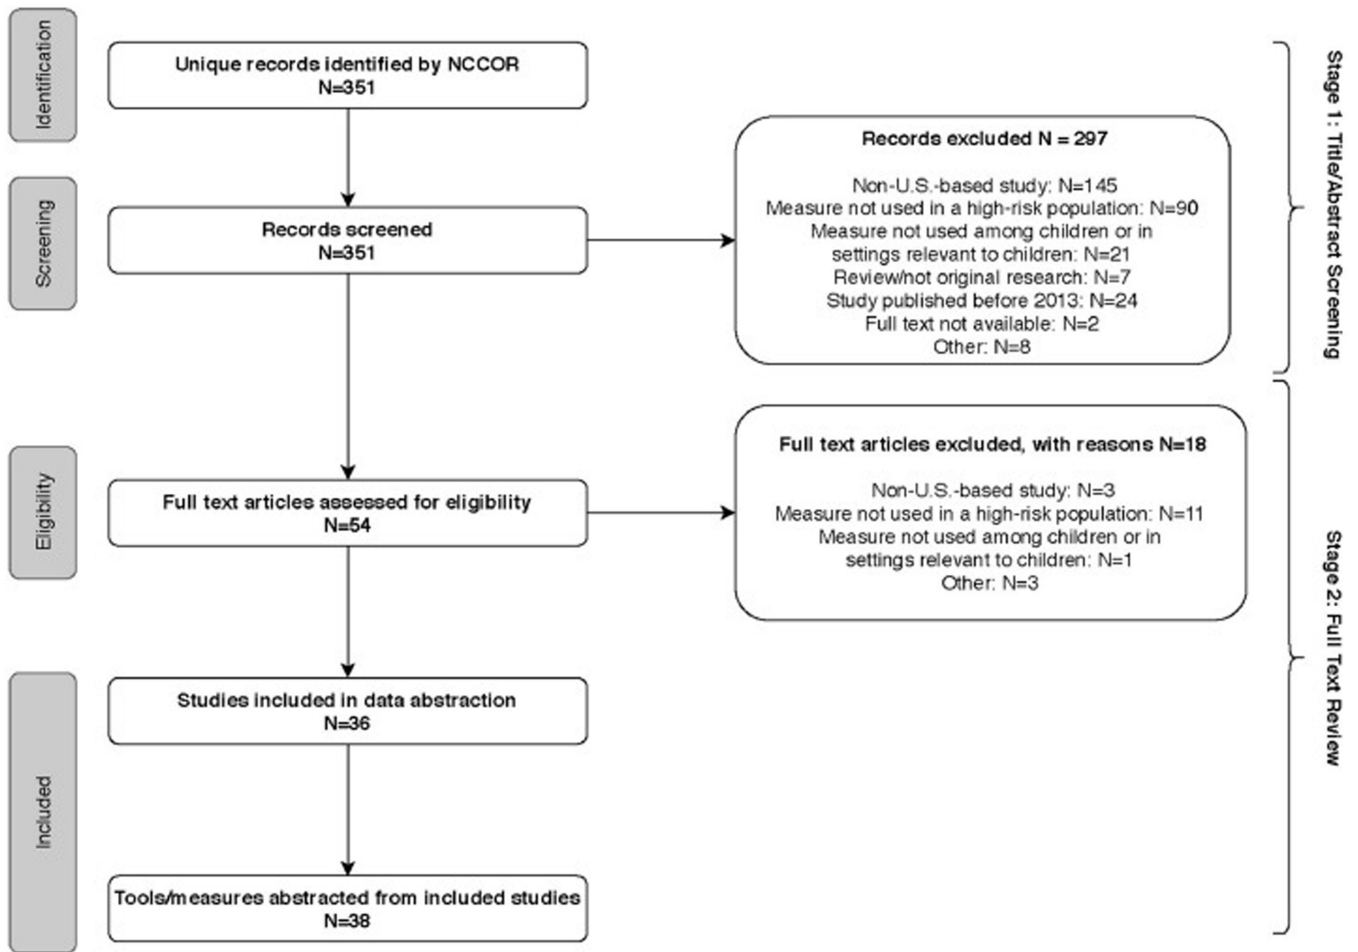 Identification
Unique records identified by NCCOR
N=351
Screening
Records screened
N=351
Records excluded N = 297
Non-U.S.-based study: N=145
Measure not used in a high-risk population: N=90
Measure not used among children or in
settings relevant to children: N=21
Review/not original research: N=7
Study published before 2013: N=24
Full text not available: N=2
Other: N=8
Stage 1: Title/Abstract Screening
Eligibility
Full text articles assessed for eligibility
N=54
Full text articles excluded, with reasons N=18
Non-U.S.-based study: N=3
Measure not used in a high-risk population: N=11
Measure not used among children or in
settings relevant to children: N=1
Other: N=3
Stage 2: Full Text Review
Included
Studies included in data abstraction
N=36
Tools/measures abstracted from included studies
N=38